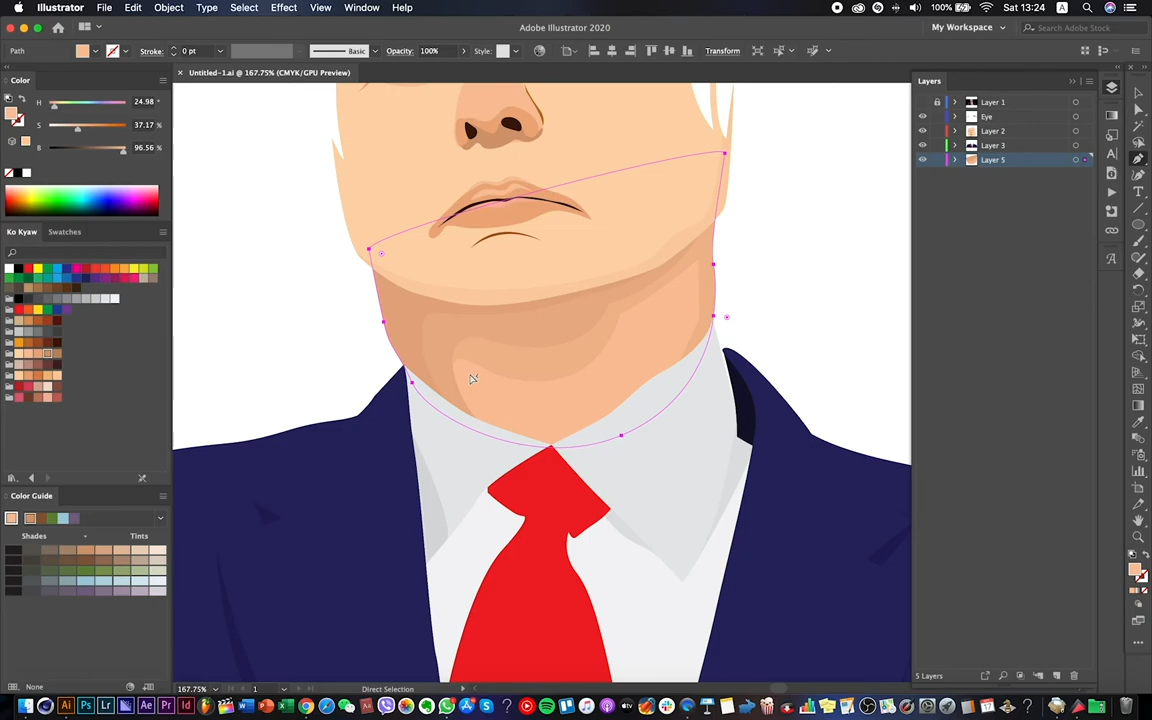 Illustrator File Edit Object Type Select Effect View Window Help 100% Sat 13:24 A
Adobe Illustrator 2020 My Workspace Search Adobe Stock
Path Stroke: 0 pt Basic Opacity: 100% Style: Transform
Untitled-1.ai @ 167.75% (CMYK/GPU Preview)
Color
H 24.98 °
S 37.17 %
B 96.56 %
Ko Kyaw Swatches
Color Guide
Shades Tints
None
Layers
Layer 1
Eye
Layer 2
Layer 3
Layer 5
5 Layers
167.75% 1 Direct Selection